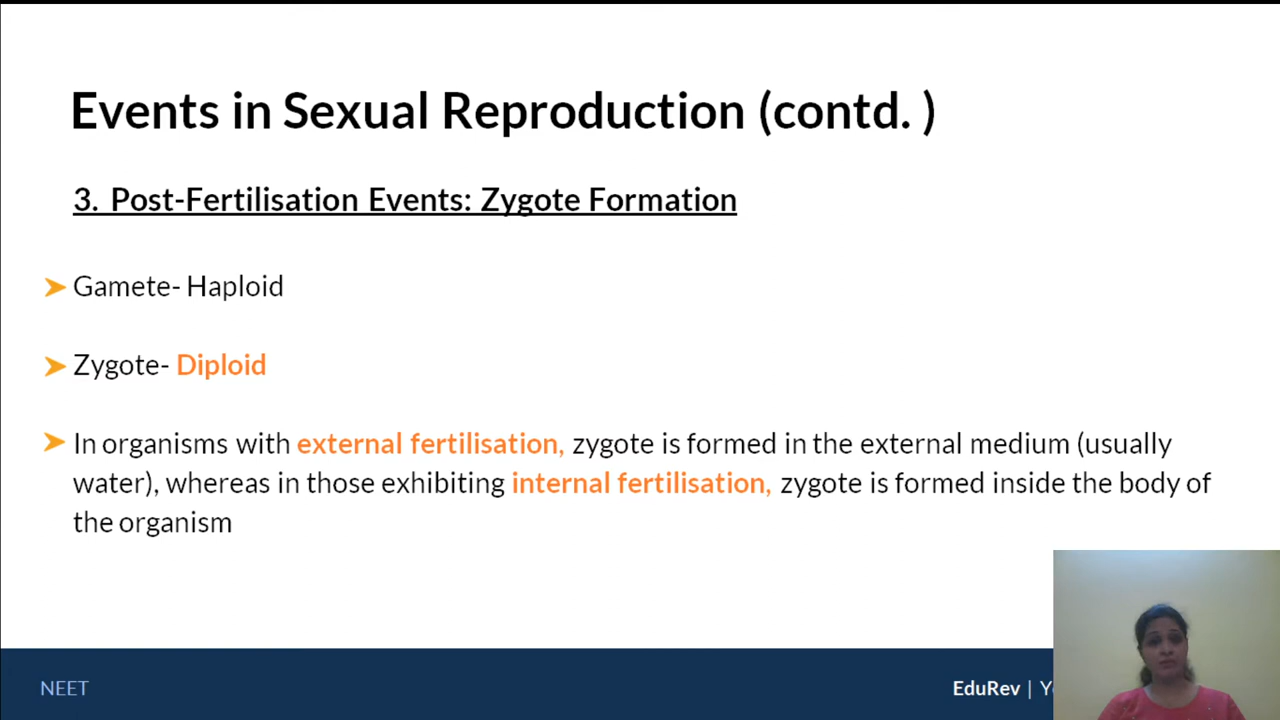 Events in Sexual Reproduction (contd. )
3. Post-Fertilisation Events: Zygote Formation
Gamete- Haploid
Zygote- Diploid
In organisms with external fertilisation, zygote is formed in the external medium (usually
water), whereas in those exhibiting internal fertilisation, zygote is formed inside the body of
the organism
NEET
EduRev |